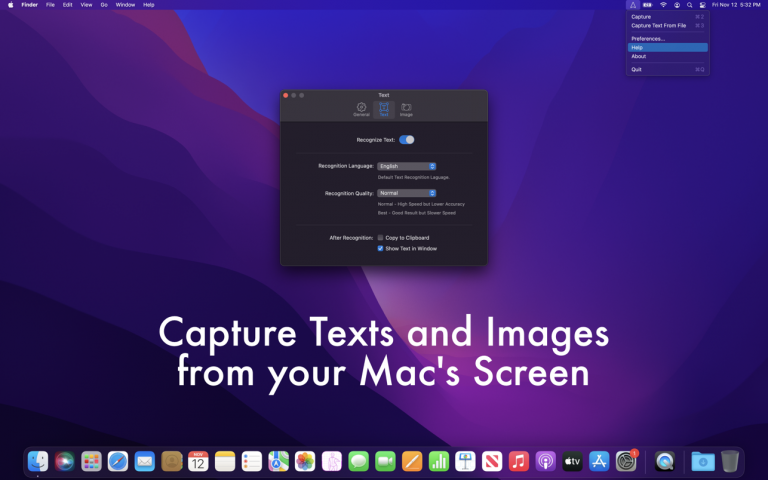 Finder File Edit View Go Window Help
Fri Nov 12 5:32 PM
Capture ⌘2
Capture Text From File ⌘3
Preferences...
Help
About
Quit ⌘Q
Text
General Text Image
Recognize Text:
Recognition Language: English
Default Text Recognition Laguage.
Recognition Quality: Normal
Normal - High Speed but Lower Accuracy
Best - Good Result but Slower Speed
After Recognition: Copy to Clipboard
Show Text in Window
Capture Texts and Images
from your Mac's Screen
NOV
12
tv
1